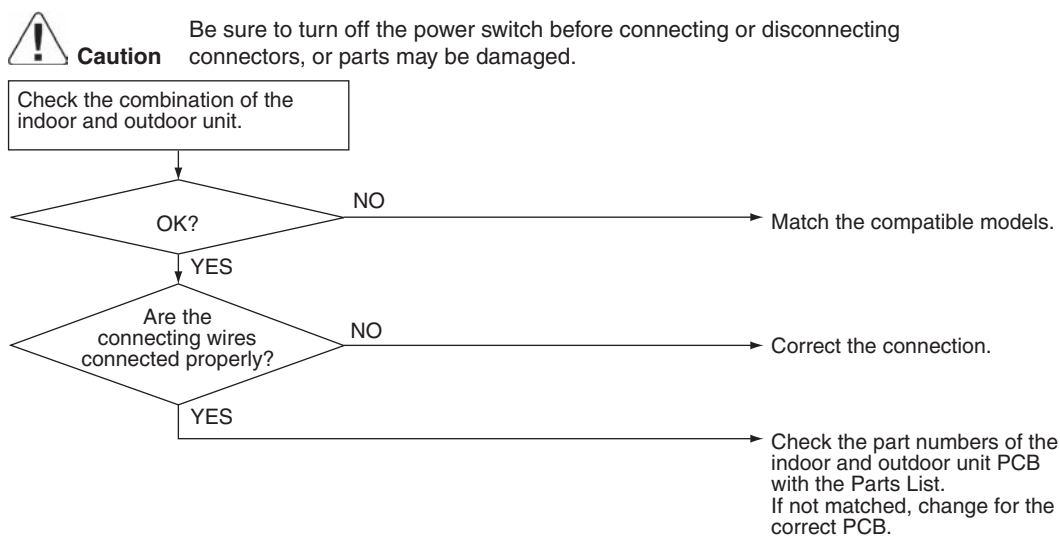 Be sure to turn off the power switch before connecting or disconnecting
Caution connectors, or parts may be damaged.
Check the combination of the
indoor and outdoor unit.
OK?
NO
Match the compatible models.
YES
Are the
connecting wires
connected properly?
NO
Correct the connection.
YES
Check the part numbers of the
indoor and outdoor unit PCB
with the Parts List.
If not matched, change for the
correct PCB.